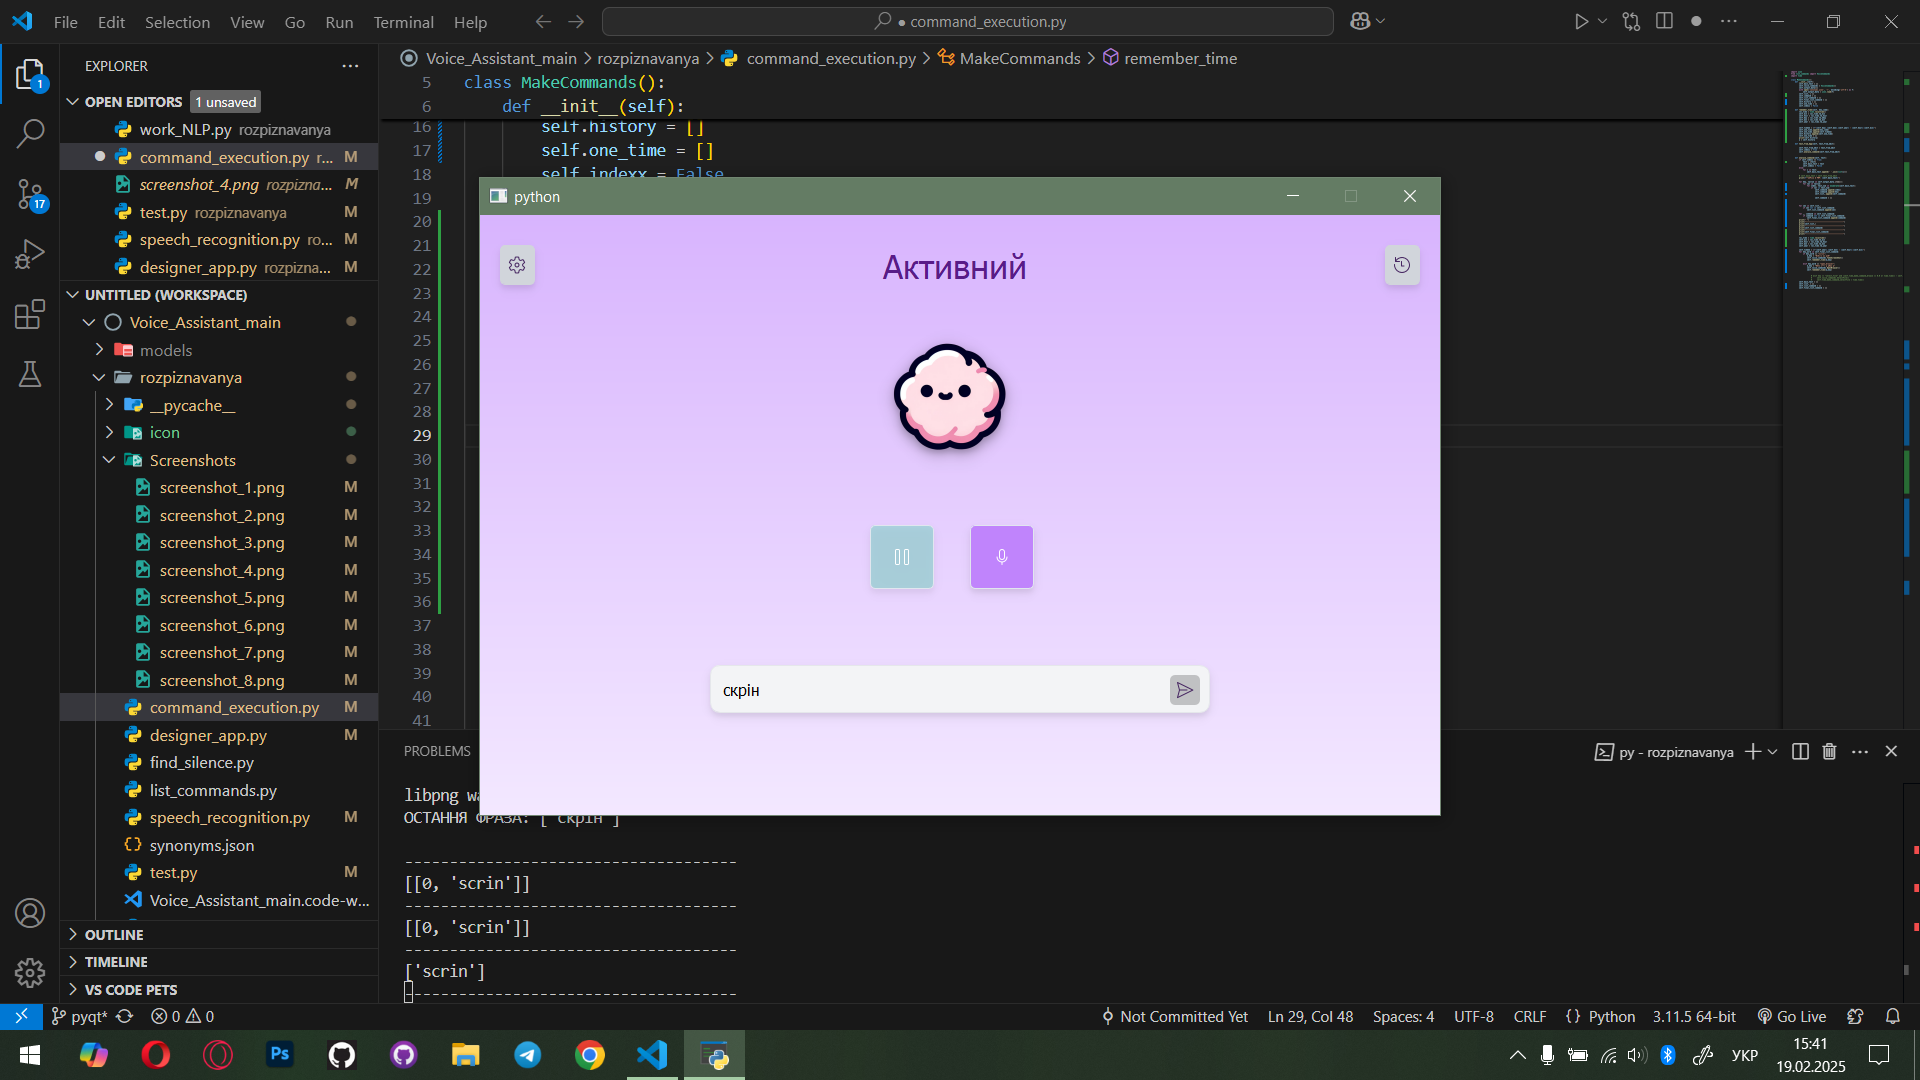 File Edit Selection View Go Run Terminal Help
● command_execution.py
EXPLORER
OPEN EDITORS 1 unsaved
work_NLP.py rozpiznavanya
command_execution.py r... M
screenshot_4.png rozpizna... M
test.py rozpiznavanya M
speech_recognition.py ro... M
designer_app.py rozpizna... M
UNTITLED (WORKSPACE)
Voice_Assistant_main
models
rozpiznavanya
__pycache__
icon
Screenshots
screenshot_1.png M
screenshot_2.png M
screenshot_3.png M
screenshot_4.png M
screenshot_5.png M
screenshot_6.png M
screenshot_7.png M
screenshot_8.png M
command_execution.py M
designer_app.py M
find_silence.py
list_commands.py
speech_recognition.py M
synonyms.json
test.py M
Voice_Assistant_main.code-w...
OUTLINE
TIMELINE
VS CODE PETS
1
17
Voice_Assistant_main > rozpiznavanya > command_execution.py > MakeCommands > remember_time
5 class MakeCommands():
6 def __init__(self):
16 self.history = []
17 self.one_time = []
18 self.indexx = False
19
20
21
22
23
24
25
26
27
28
29
30
31
32
33
34
35
36
37
38
39
40
41
python
Активний
скрін
PROBLEMS
py - rozpiznavanya
libpng wa
ОСТАННЯ ФРАЗА: ['скрін']
------------------------------------
[[0, 'scrin']]
------------------------------------
[[0, 'scrin']]
------------------------------------
['scrin']
------------------------------------
pyqt* 0 0
Not Committed Yet Ln 29, Col 48 Spaces: 4 UTF-8 CRLF {} Python 3.11.5 64-bit Go Live
Ps
УКР
15:41
19.02.2025